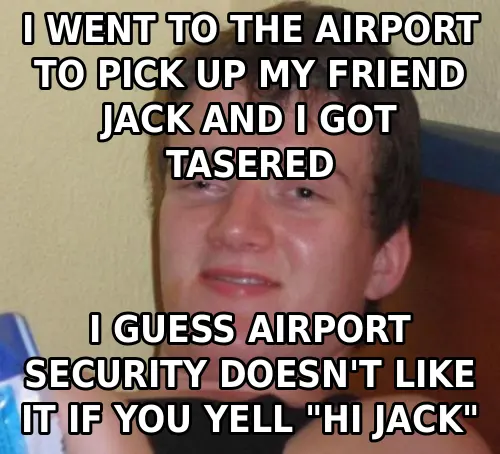 I WENT TO THE AIRPORT
TO PICK UP MY FRIEND
JACK AND I GOT
TASERED
I GUESS AIRPORT
SECURITY DOESN'T LIKE
IT IF YOU YELL "HI JACK"